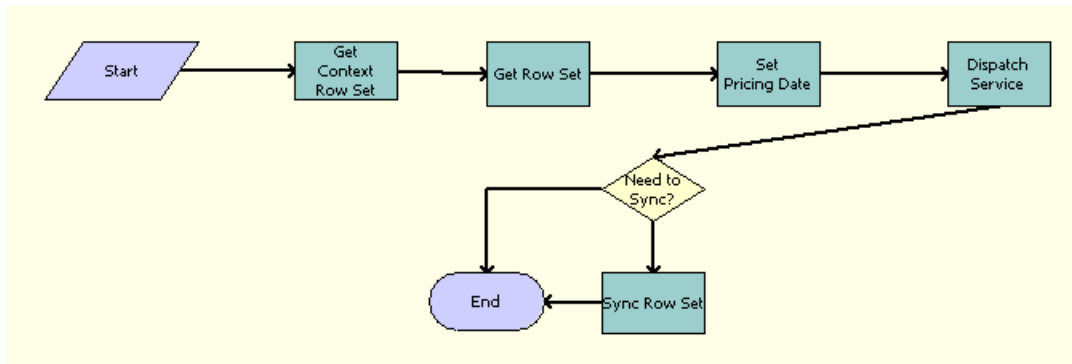 Start
Get
Context
Row Set
Get Row Set
Set
Pricing Date
Dispatch
Service
Need to
Sync?
End
Sync Row Set